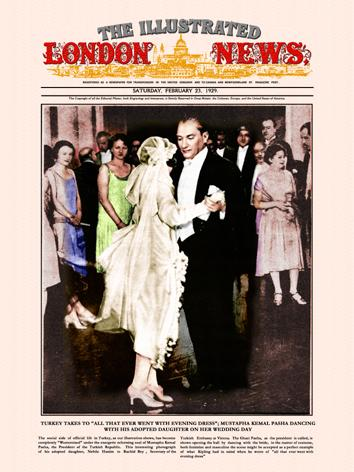 THE ILLUSTRATED
LONDON NEWS.
REGISTERED AS A NEWSPAPER FOR TRANSMISSION IN THE UNITED KINGDOM AND TO CANADA AND NEWFOUNDLAND BY MAGAZINE POST.
SATURDAY, FEBRUARY 23, 1929.
The Copyright of all the Editorial Matter, both Engravings and Letterpress, is Strictly Reserved in Great Britain, the Colonies, Europe, and the United States of America.
TURKEY TAKES TO "ALL THAT EVER WENT WITH EVENING DRESS"; MUSTAPHA KEMAL PASHA DANCING
WITH HIS ADOPTED DAUGHTER ON HER WEDDING DAY
The social side of official life in Turkey, as our illustration shows, has become
completely "Westernised" under the energetic reforming zeal of Mustapha Kemal
Pasha, the President of the Turkish Republic. This interesting photograph
of his adopted daughter, Nebile Hanim to Rachid Bey, Secretary of the
Turkish Embassy in Vienna. The Ghazi Pasha, as the president is called, is
shown opening the ball by dancing with the bride, in the matter of costume,
both feminine and masculine the scene might be accepted as a perfect example
of what Kipling had in mind when he wrote of "all that ever went with
evening dress"